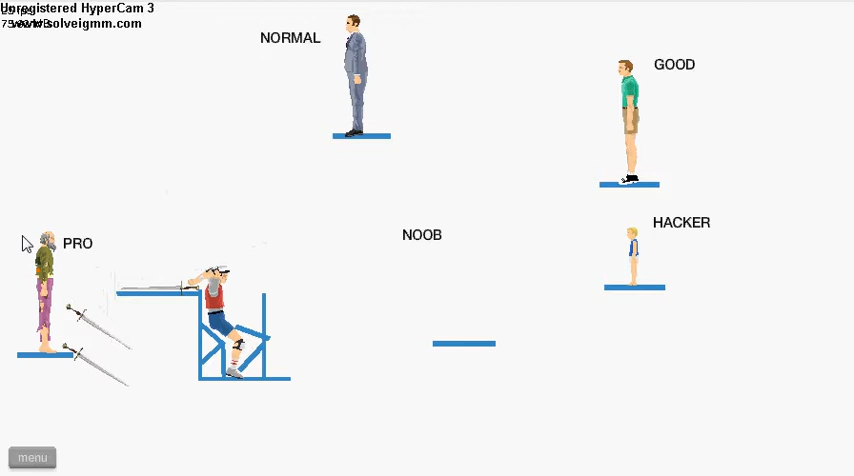 Unregistered HyperCam 3
www.solveigmm.com
NORMAL
GOOD
HACKER
NOOB
PRO
menu